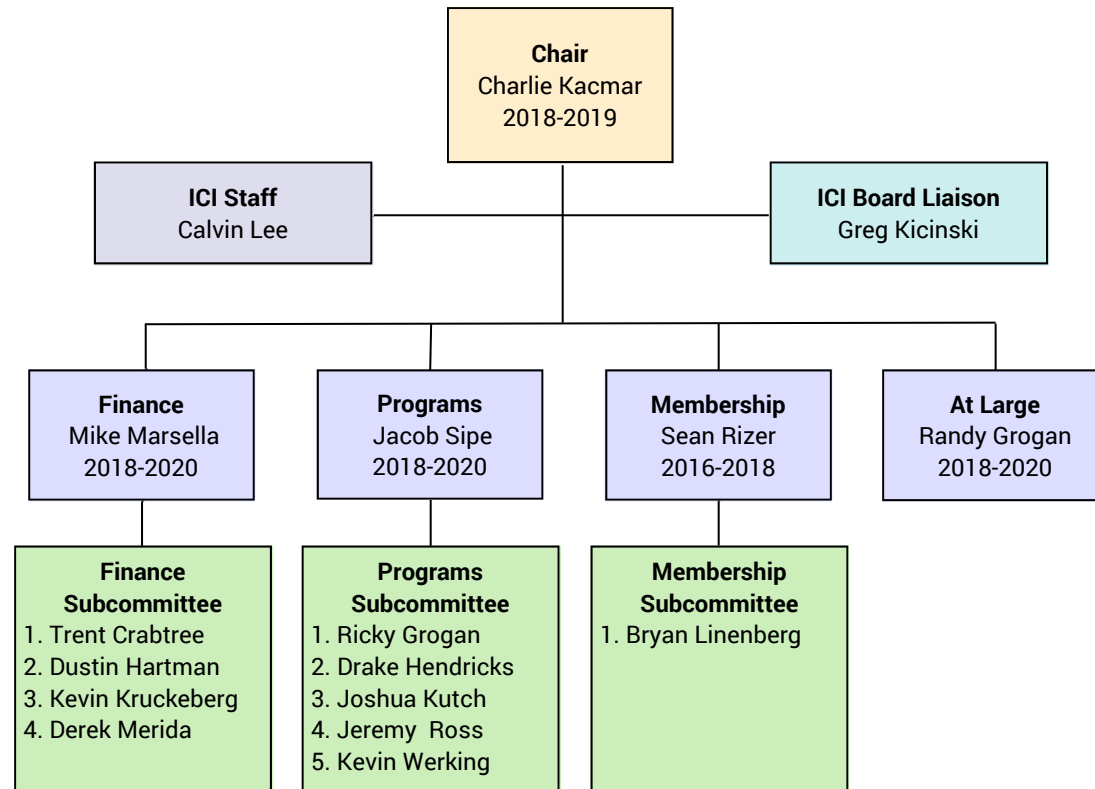 Chair
Charlie Kacmar
2018-2019
ICI Staff
Calvin Lee
ICI Board Liaison
Greg Kicinski
Finance
Mike Marsella
2018-2020
Programs
Jacob Sipe
2018-2020
Membership
Sean Rizer
2016-2018
At Large
Randy Grogan
2018-2020
Finance
Subcommittee
1. Trent Crabtree
2. Dustin Hartman
3. Kevin Kruckeberg
4. Derek Merida
Programs
Subcommittee
1. Ricky Grogan
2. Drake Hendricks
3. Joshua Kutch
4. Jeremy  Ross
5. Kevin Werking
Membership
Subcommittee
1. Bryan Linenberg